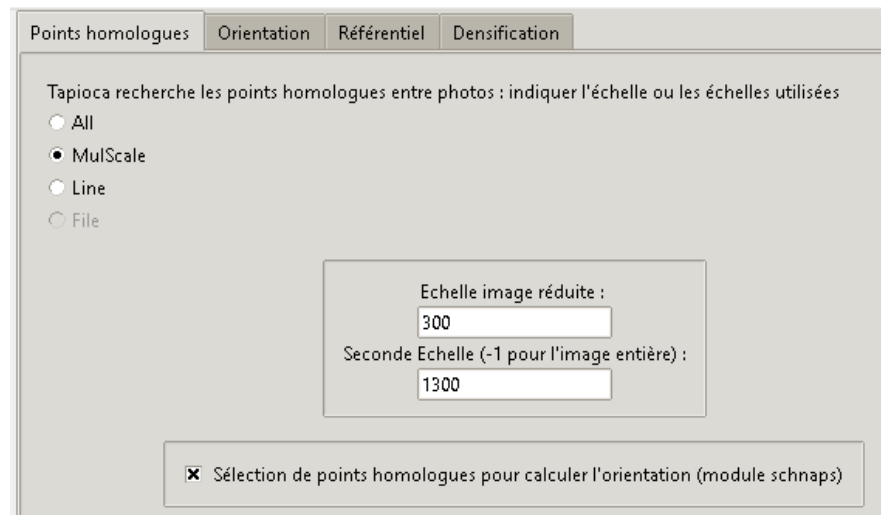 Points homologues Orientation Référentiel Densification
Tapioca recherche les points homologues entre photos : indiquer l'échelle ou les échelles utilisées
All
MulScale
Line
File
Echelle image réduite :
300
Seconde Echelle (-1 pour l'image entière) :
1300
Sélection de points homologues pour calculer l'orientation (module schnaps)